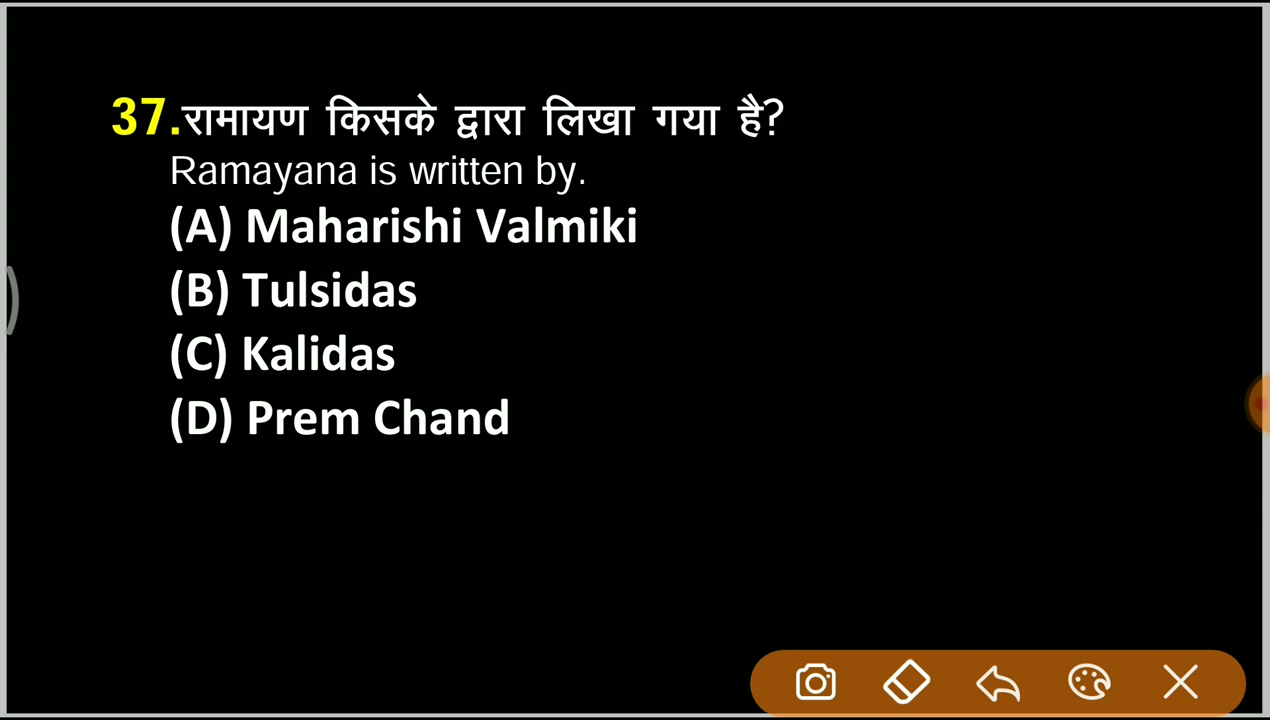 37.रामायण किसके द्वारा लिखा गया है?
Ramayana is written by.
(A) Maharishi Valmiki
(B) Tulsidas
(C) Kalidas
(D) Prem Chand